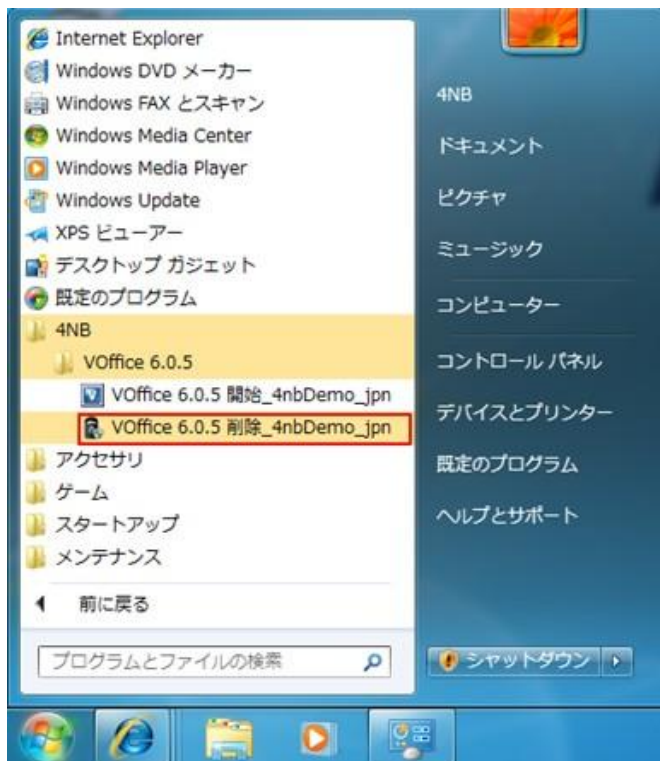 Internet Explorer
Windows DVD メーカー
Windows FAX とスキャン
Windows Media Center
Windows Media Player
Windows Update
XPS ビューアー
デスクトップ ガジェット
既定のプログラム
4NB
VOffice 6.0.5
VOffice 6.0.5 開始_4nbDemo_jpn
VOffice 6.0.5 削除_4nbDemo_jpn
アクセサリ
ゲーム
スタートアップ
メンテナンス
前に戻る
プログラムとファイルの検索
4NB
ドキュメント
ピクチャ
ミュージック
コンピューター
コントロール パネル
デバイスとプリンター
既定のプログラム
ヘルプとサポート
シャットダウン